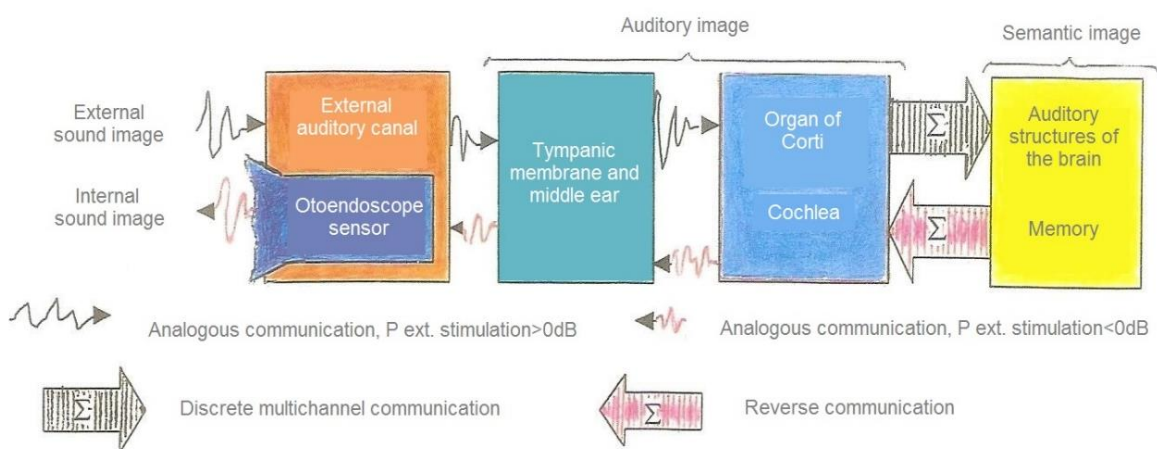 Auditory image
Semantic image
External
sound image
External
auditory canal
Tympanic
membrane and
middle ear
Organ of
Corti
Cochlea
Σ
Auditory
structures of
the brain
Internal
sound image
Otoendoscope
sensor
Σ
Memory
Analogous communication, P ext. stimulation>0dB
Analogous communication, P ext. stimulation<0dB
Σ
Discrete multichannel communication
Σ
Reverse communication